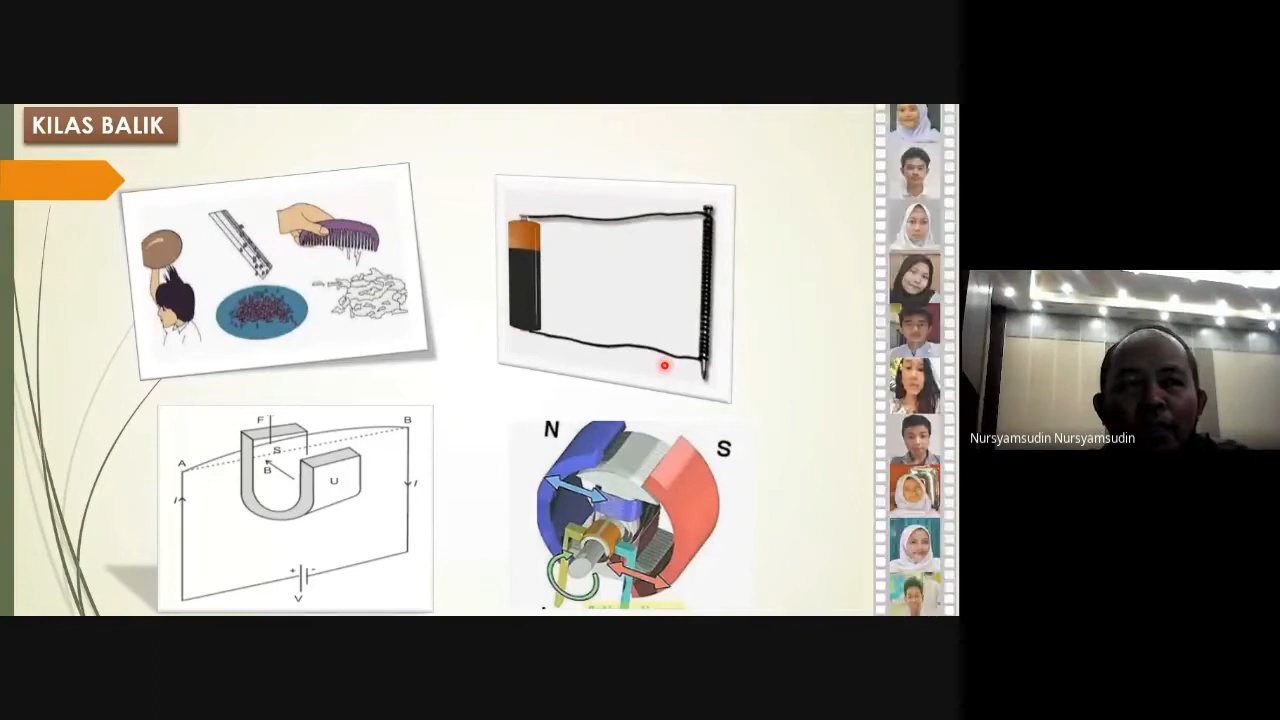 KILAS BALIK
F
B
A
S
B
U
I
I
+
-
V
N
S
Nursyamsudin Nursyamsudin